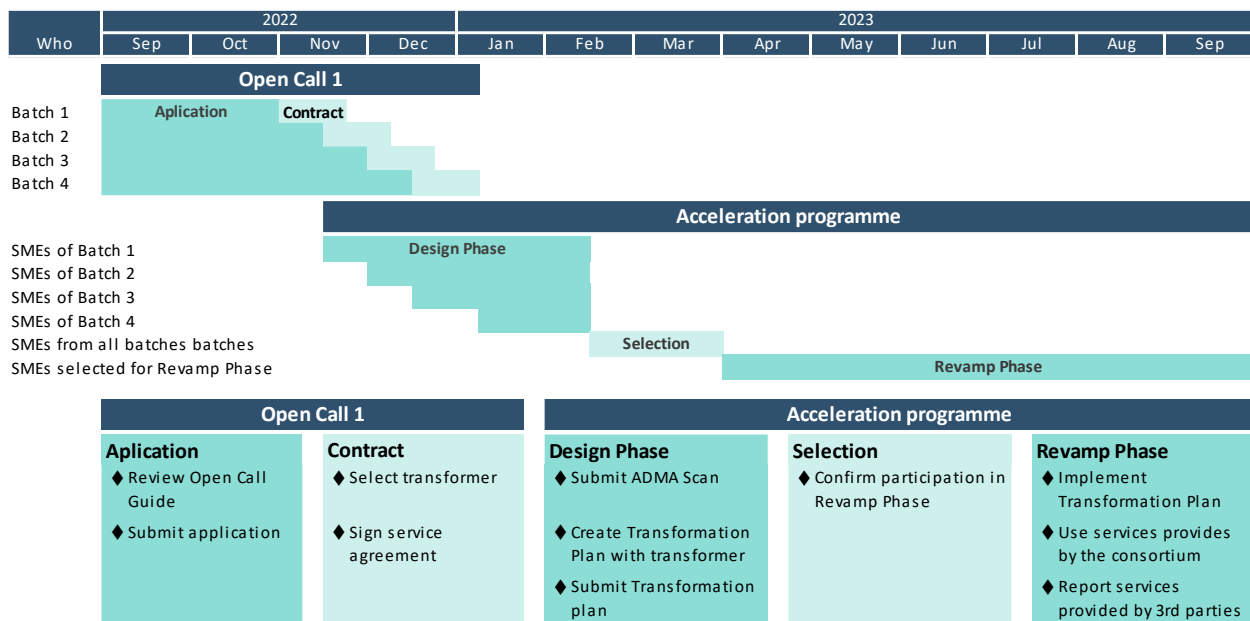 2022 2023
Who Sep Oct Nov Dec Jan Feb Mar Apr May Jun Jul Aug Sep
Open Call 1
Batch 1 Aplication Contract
Batch 2
Batch 3
Batch 4
Acceleration programme
SMEs of Batch 1 Design Phase
SMEs of Batch 2
SMEs of Batch 3
SMEs of Batch 4
SMEs from all batches batches Selection
SMEs selected for Revamp Phase Revamp Phase
Open Call 1
Aplication
♦ Review Open Call
Guide
♦ Submit application
Contract
♦ Select transformer
♦ Sign service
agreement
Acceleration programme
Design Phase
♦ Submit ADMA Scan
♦ Create Transformation
Plan with transformer
♦ Submit Transformation
plan
Selection
♦ Confirm participation in
Revamp Phase
Revamp Phase
♦ Implement
Transformation Plan
♦ Use services provides
by the consortium
♦ Report services
provided by 3rd parties